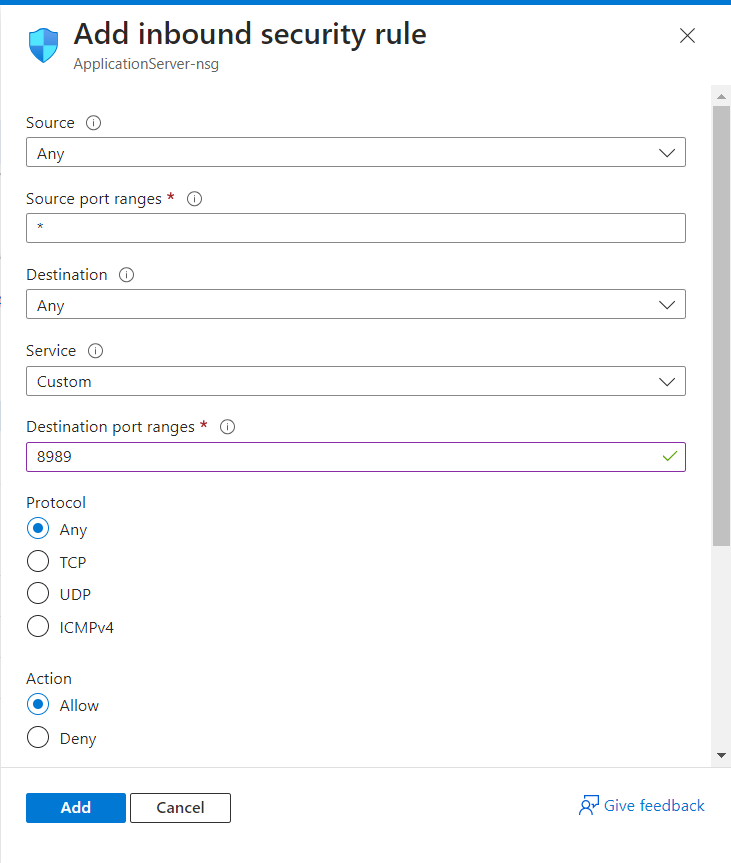 Add inbound security rule
ApplicationServer-nsg
Source
Any
Source port ranges *
*
Destination
Any
Service
Custom
Destination port ranges *
8989
Protocol
Any
TCP
UDP
ICMPv4
Action
Allow
Deny
Add Cancel Give feedback